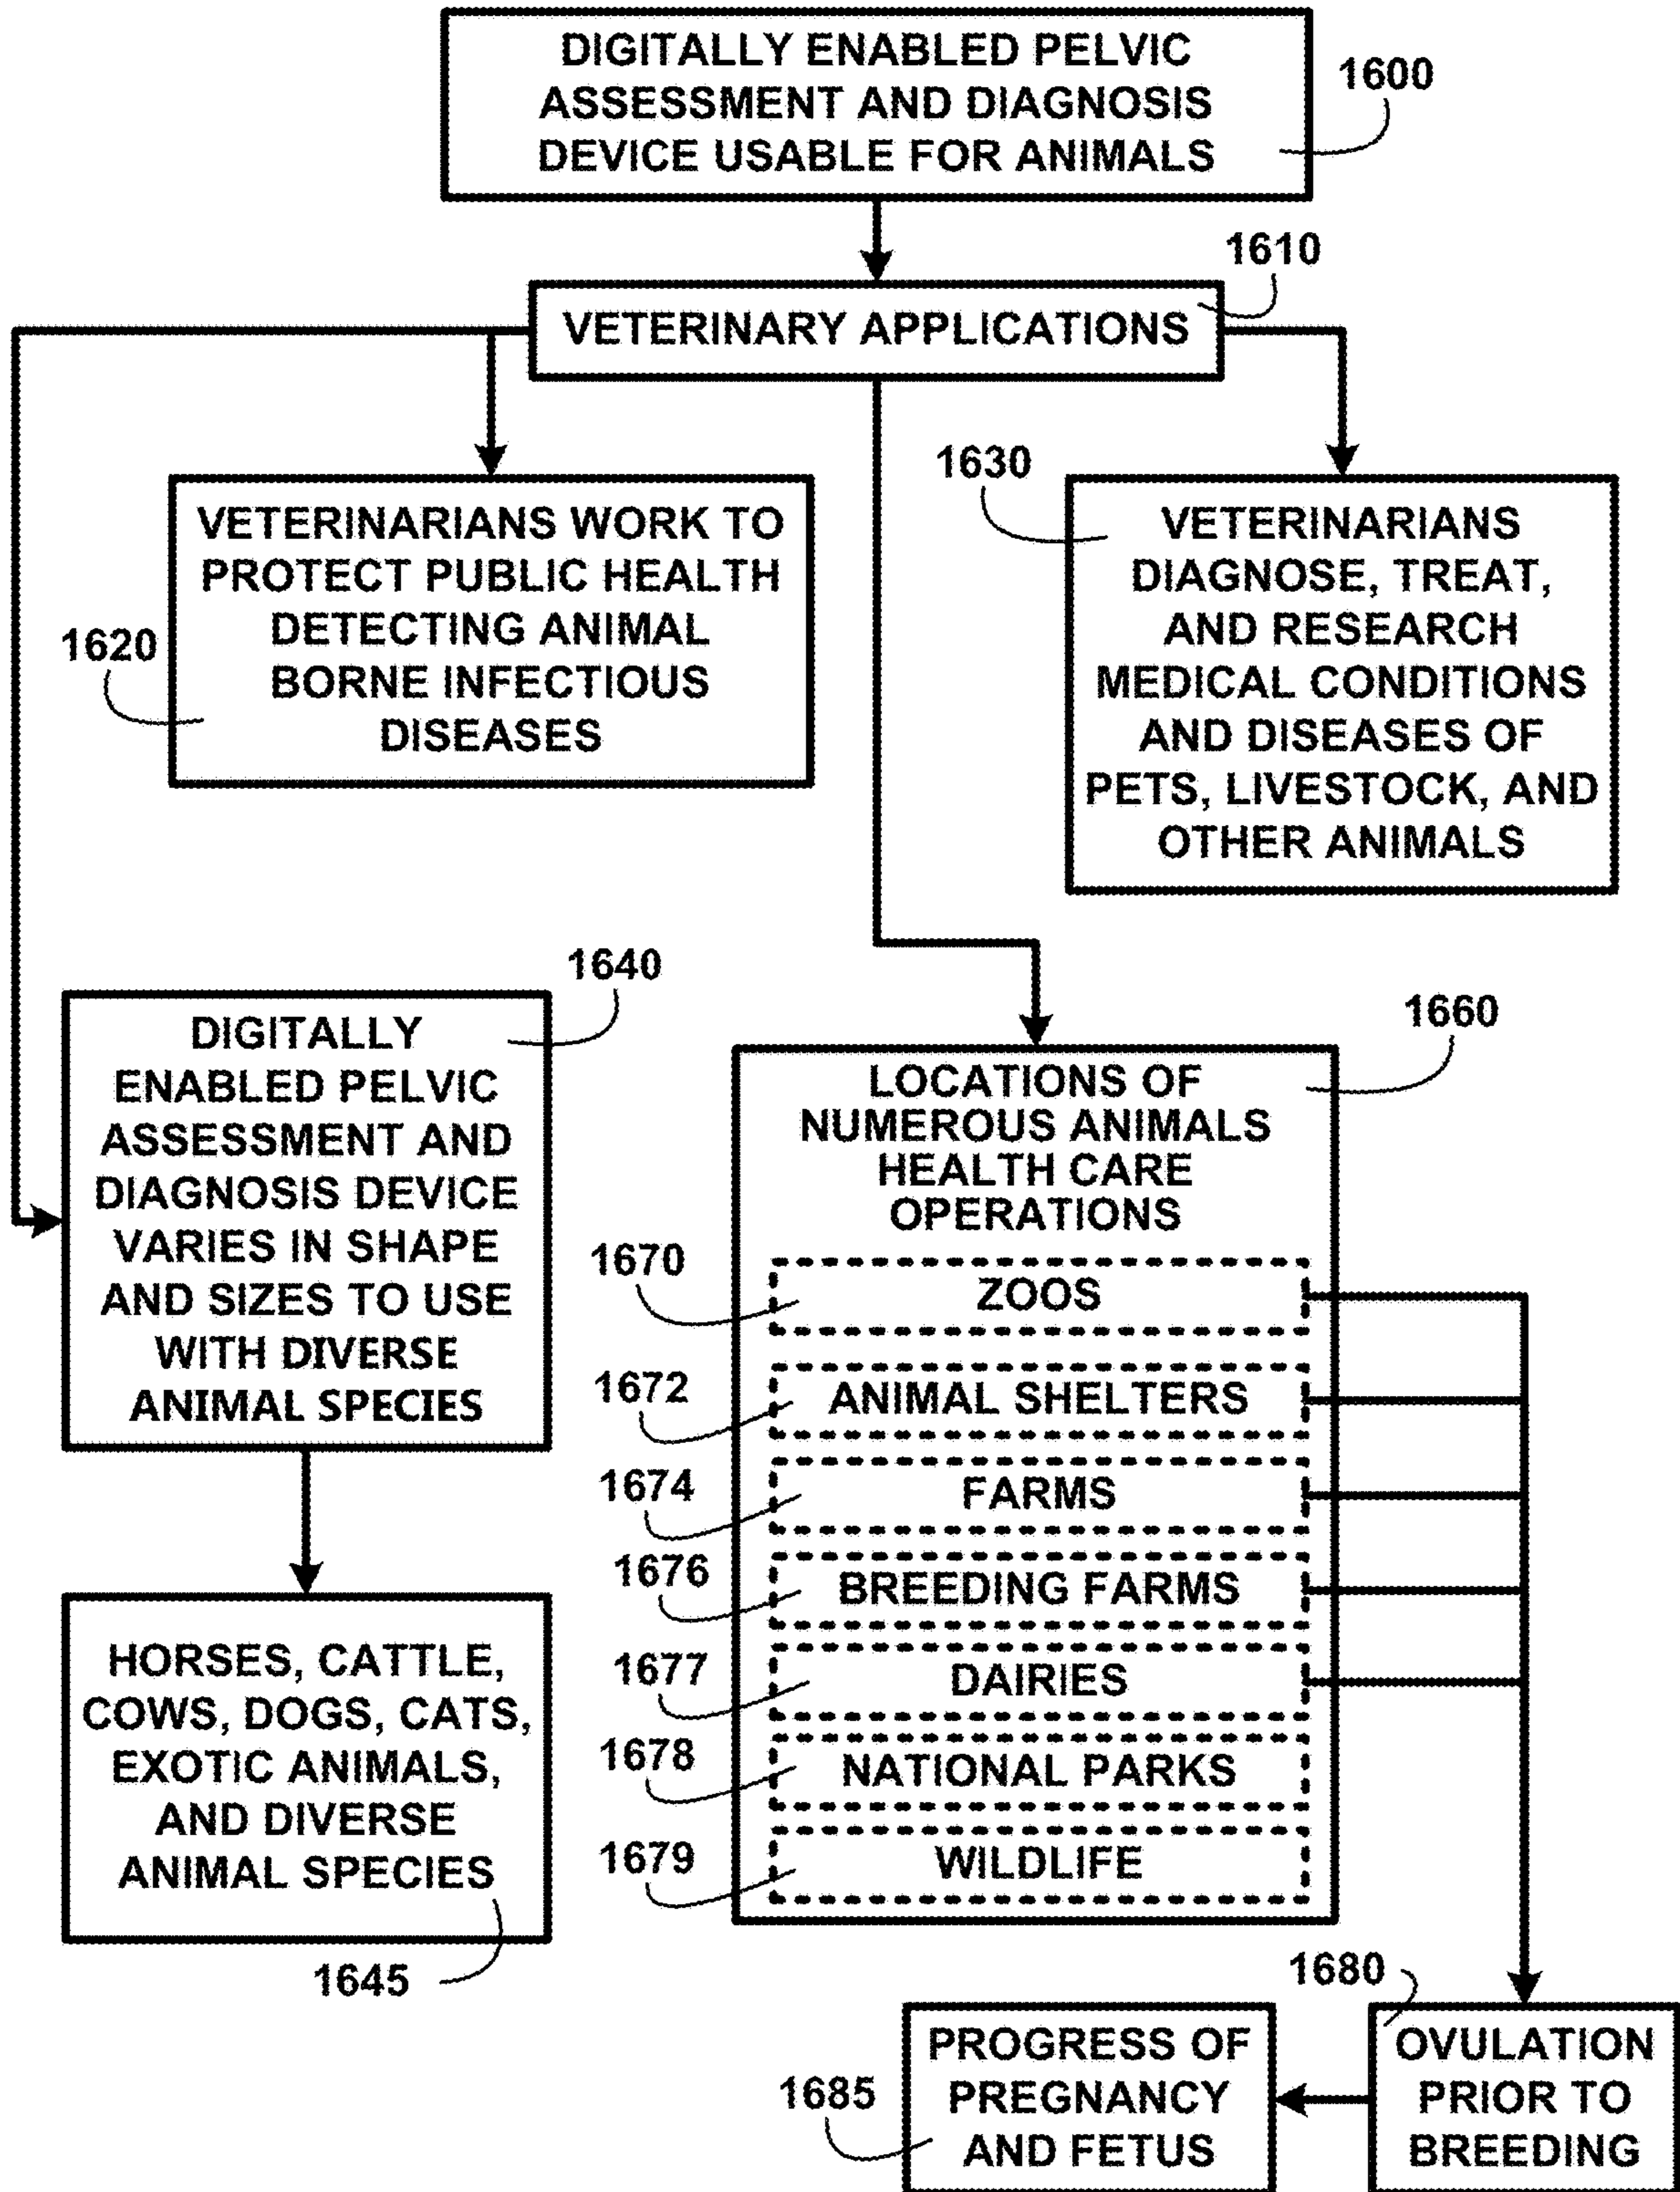 DIGITALLY ENABLED PELVIC
ASSESSMENT AND DIAGNOSIS
DEVICE USABLE FOR ANIMALS
1600
1610
VETERINARY APPLICATIONS
1620
VETERINARIANS WORK TO
PROTECT PUBLIC HEALTH
DETECTING ANIMAL
BORNE INFECTIOUS
DISEASES
1630
VETERINARIANS
DIAGNOSE, TREAT,
AND RESEARCH
MEDICAL CONDITIONS
AND DISEASES OF
PETS, LIVESTOCK, AND
OTHER ANIMALS
1640
DIGITALLY
ENABLED PELVIC
ASSESSMENT AND
DIAGNOSIS DEVICE
VARIES IN SHAPE
AND SIZES TO USE
WITH DIVERSE
ANIMAL SPECIES
HORSES, CATTLE,
COWS, DOGS, CATS,
EXOTIC ANIMALS,
AND DIVERSE
ANIMAL SPECIES
1645
1660
LOCATIONS OF
NUMEROUS ANIMALS
HEALTH CARE
OPERATIONS
1670
ZOOS
1672
ANIMAL SHELTERS
1674
FARMS
1676
BREEDING FARMS
1677
DAIRIES
1678
NATIONAL PARKS
1679
WILDLIFE
1680
OVULATION
PRIOR TO
BREEDING
1685
PROGRESS OF
PREGNANCY
AND FETUS